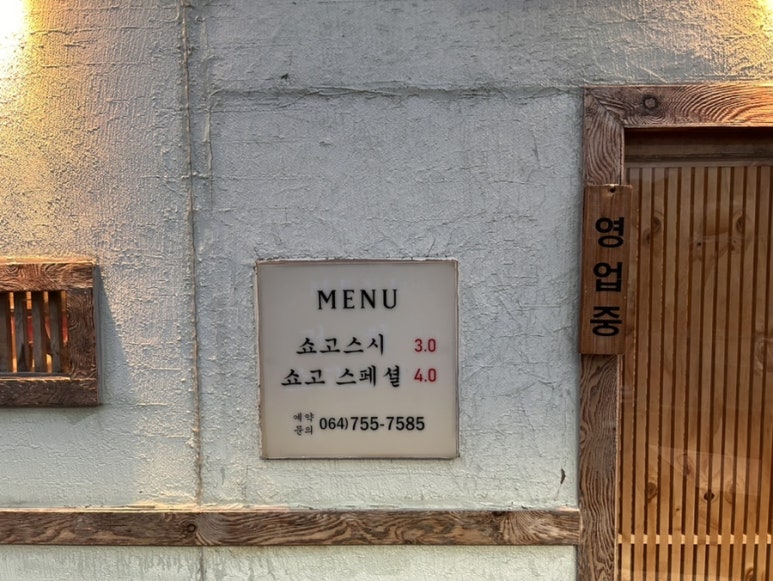 MENU
쇼고스시 3.0
쇼고 스페셜 4.0
예약
문의 064)755-7585
영업중